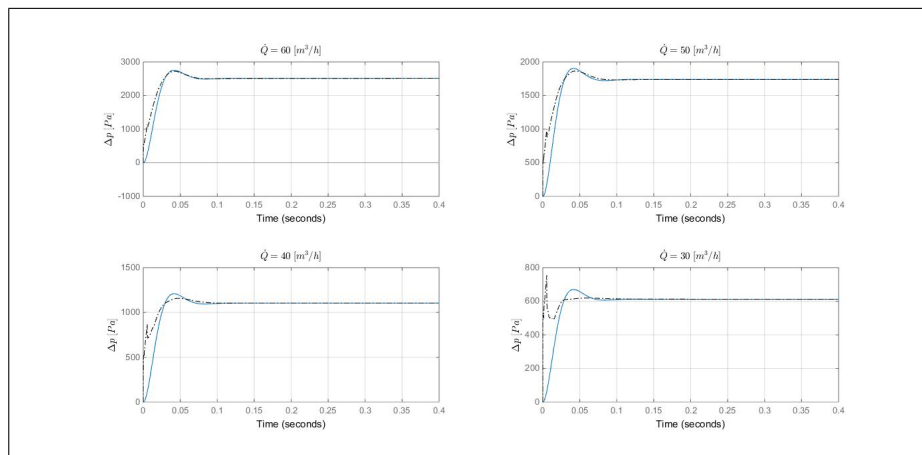 Q̇ = 60 [m³/h]
Δp [Pa]
3000
2000
1000
0
-1000
0 0.05 0.1 0.15 0.2 0.25 0.3 0.35 0.4
Time (seconds)
Q̇ = 50 [m³/h]
Δp [Pa]
2000
1500
1000
500
0
0 0.05 0.1 0.15 0.2 0.25 0.3 0.35 0.4
Time (seconds)
Q̇ = 40 [m³/h]
Δp [Pa]
1500
1000
500
0
0 0.05 0.1 0.15 0.2 0.25 0.3 0.35 0.4
Time (seconds)
Q̇ = 30 [m³/h]
Δp [Pa]
800
600
400
200
0
0 0.05 0.1 0.15 0.2 0.25 0.3 0.35 0.4
Time (seconds)